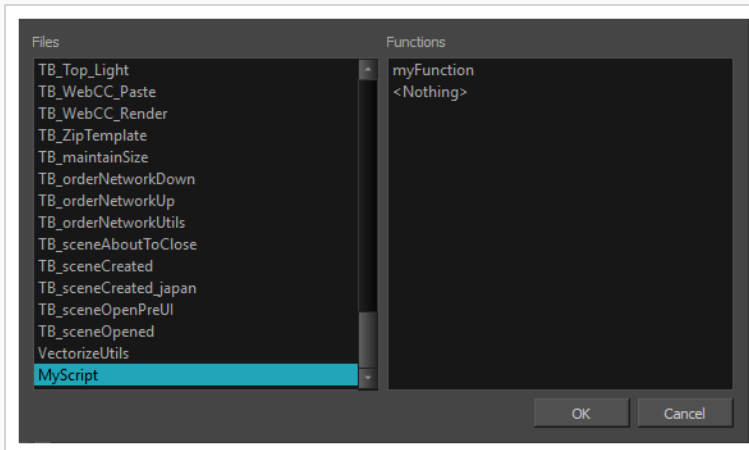 Files
TB_Top_Light
TB_WebCC_Paste
TB_WebCC_Render
TB_ZipTemplate
TB_maintainSize
TB_orderNetworkDown
TB_orderNetworkUp
TB_orderNetworkUtils
TB_sceneAboutToClose
TB_sceneCreated
TB_sceneCreated_japan
TB_sceneOpenPreUI
TB_sceneOpened
VectorizeUtils
MyScript
Functions
myFunction
<Nothing>
OK
Cancel